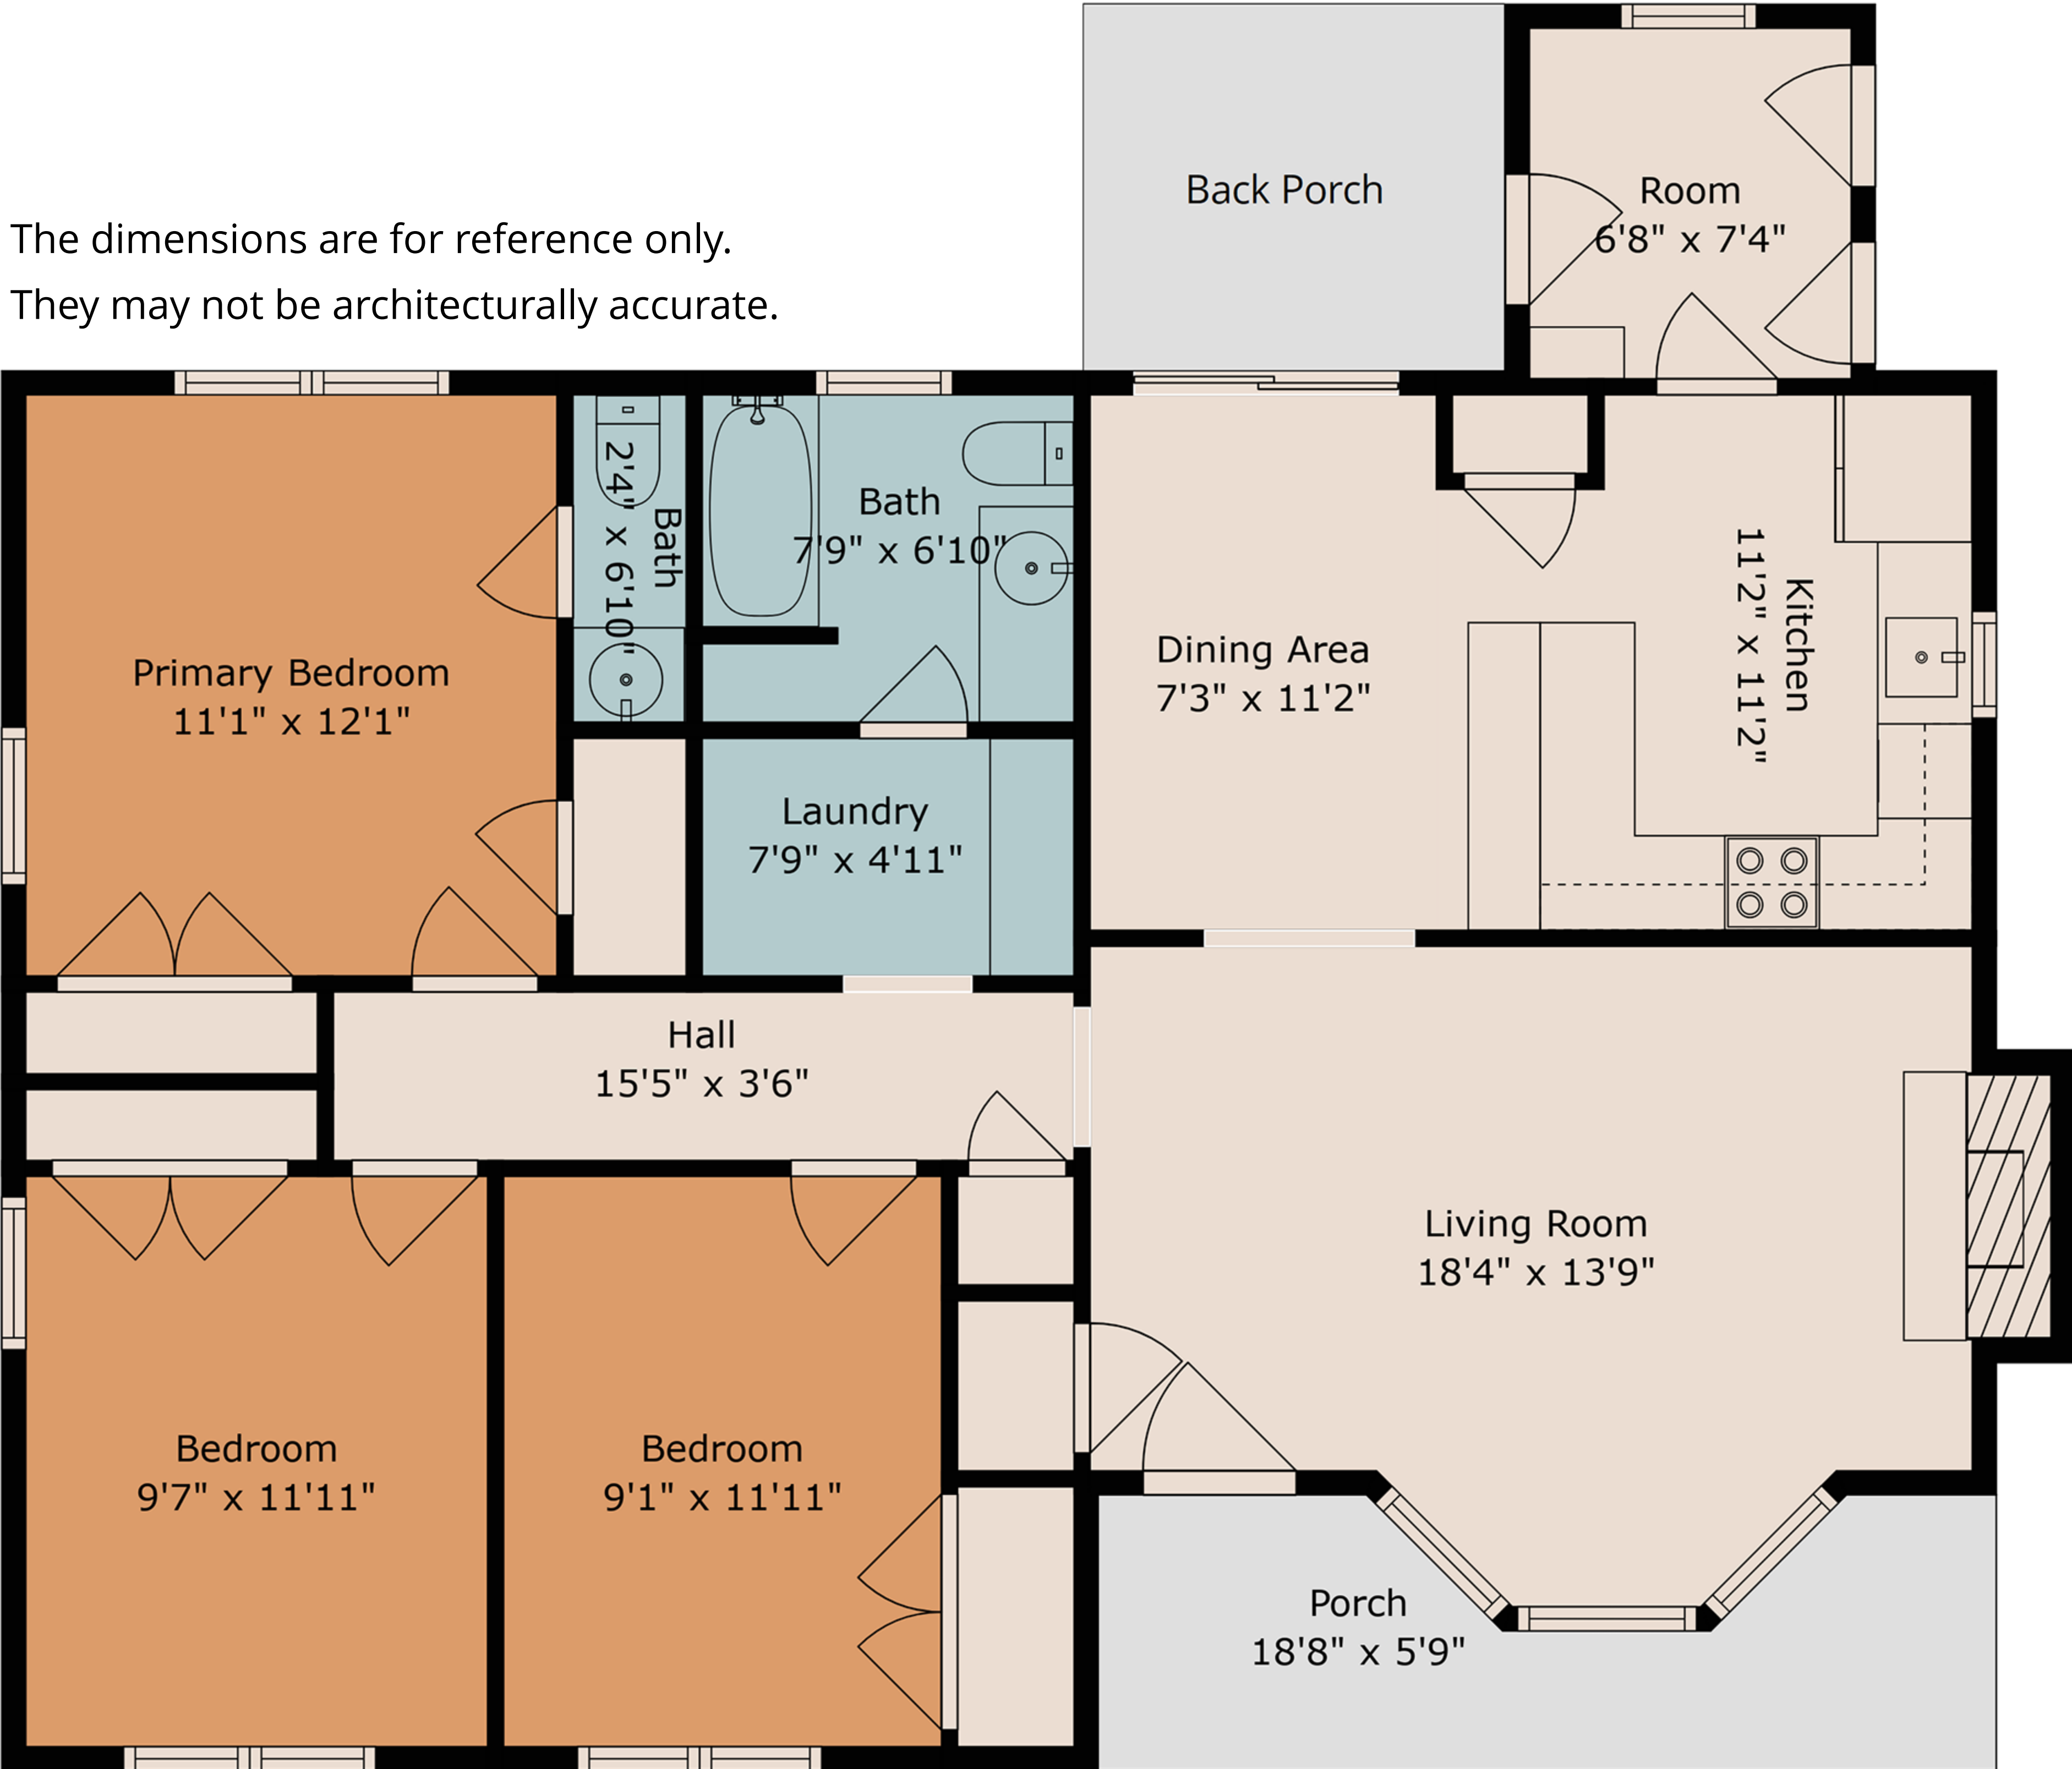 Back Porch
Room
6'8" x 7'4"
The dimensions are for reference only.
They may not be architecturally accurate.
Primary Bedroom
11'1" x 12'1"
Bath
2'4" x 6'10"
Bath
7'9" x 6'10"
Dining Area
7'3" x 11'2"
Kitchen
11'2" x 11'2"
Laundry
7'9" x 4'11"
Hall
15'5" x 3'6"
Living Room
18'4" x 13'9"
Bedroom
9'7" x 11'11"
Bedroom
9'1" x 11'11"
Porch
18'8" x 5'9"